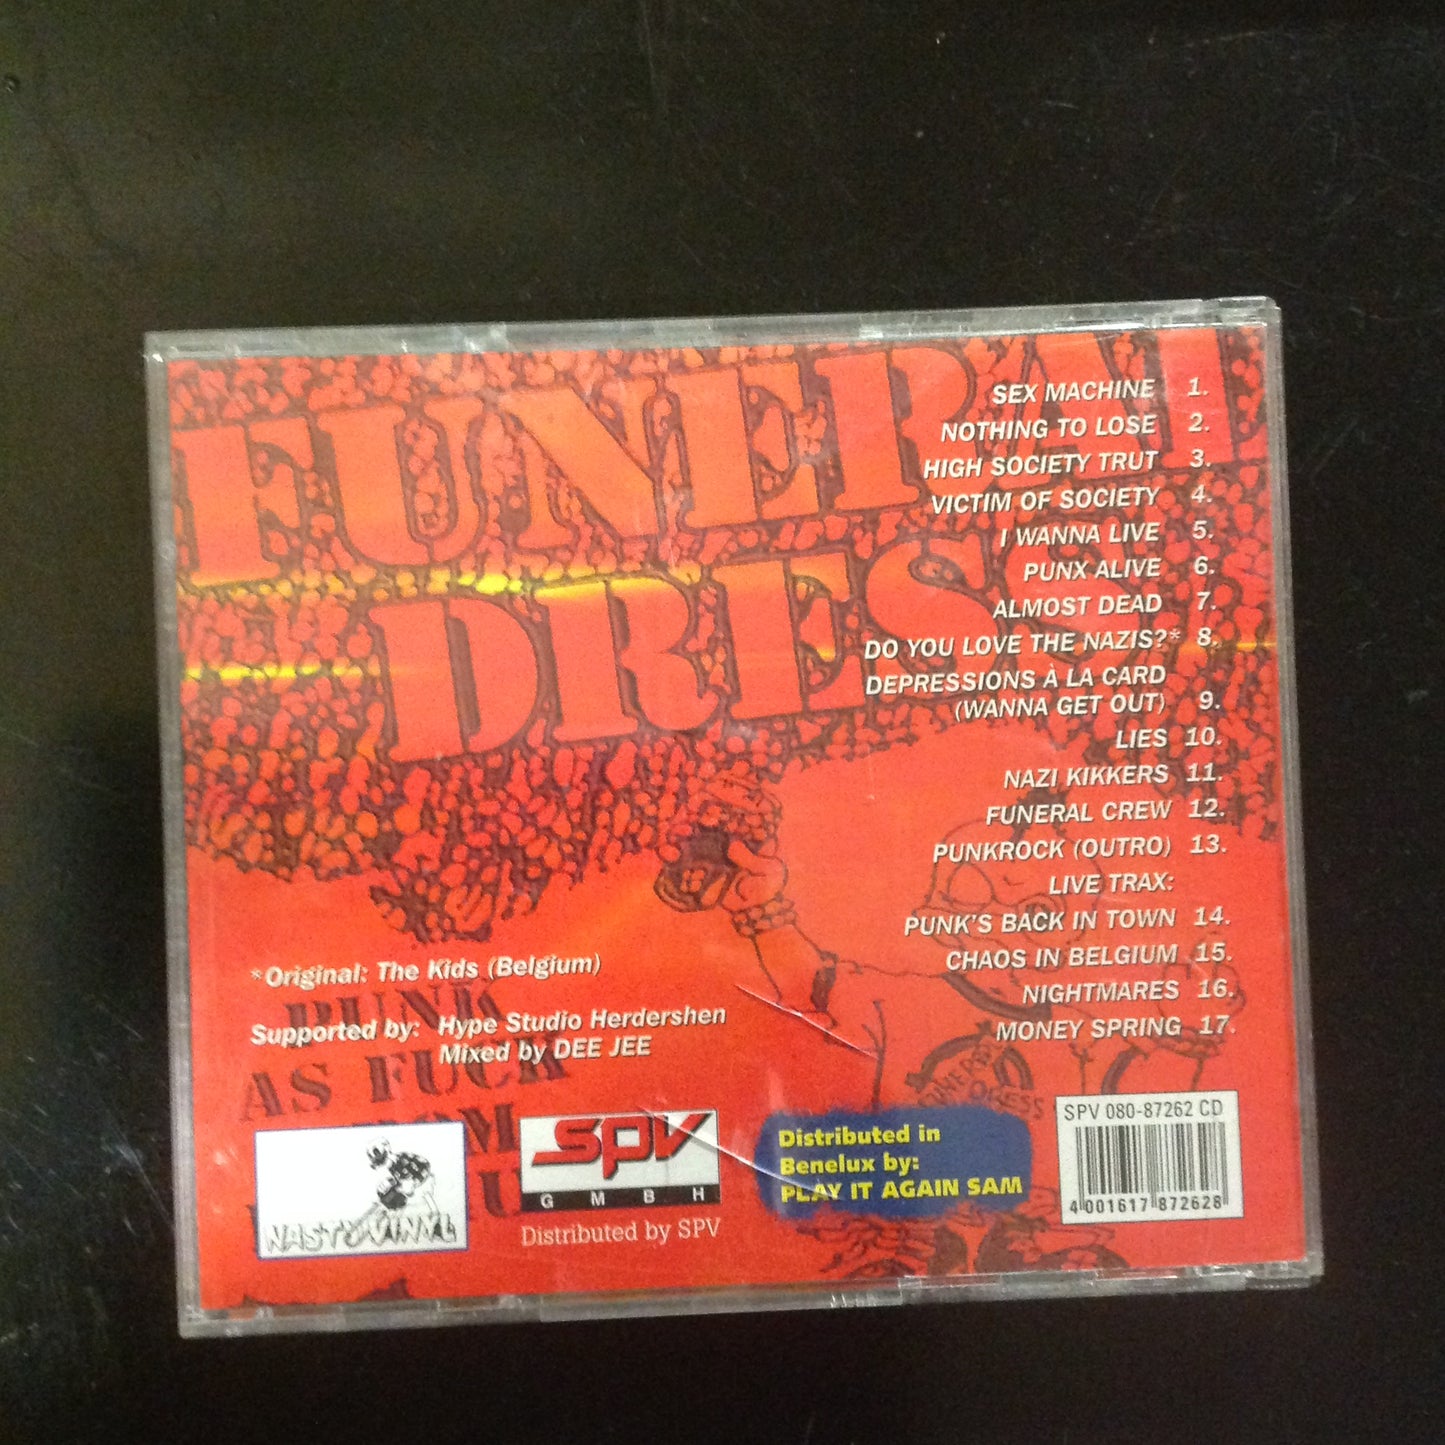 FUNERAL
DRESS
SEX MACHINE 1.
NOTHING TO LOSE 2.
HIGH SOCIETY TRUT 3.
VICTIM OF SOCIETY 4.
I WANNA LIVE 5.
PUNX ALIVE 6.
ALMOST DEAD 7.
DO YOU LOVE THE NAZIS?* 8.
DEPRESSIONS À LA CARD
(WANNA GET OUT) 9.
LIES 10.
NAZI KIKKERS 11.
FUNERAL CREW 12.
PUNKROCK (OUTRO) 13.
LIVE TRAX:
PUNK'S BACK IN TOWN 14.
CHAOS IN BELGIUM 15.
NIGHTMARES 16.
MONEY SPRING 17.
*Original: The Kids (Belgium)
Supported by: Hype Studio Herdershen
Mixed by DEE JEE
PUNK
AS FUCK
NASTY VINYL
spv
GMBH
Distributed by SPV
Distributed in
Benelux by:
PLAY IT AGAIN SAM
DRESS
SPV 080-87262 CD
4 001617 872628